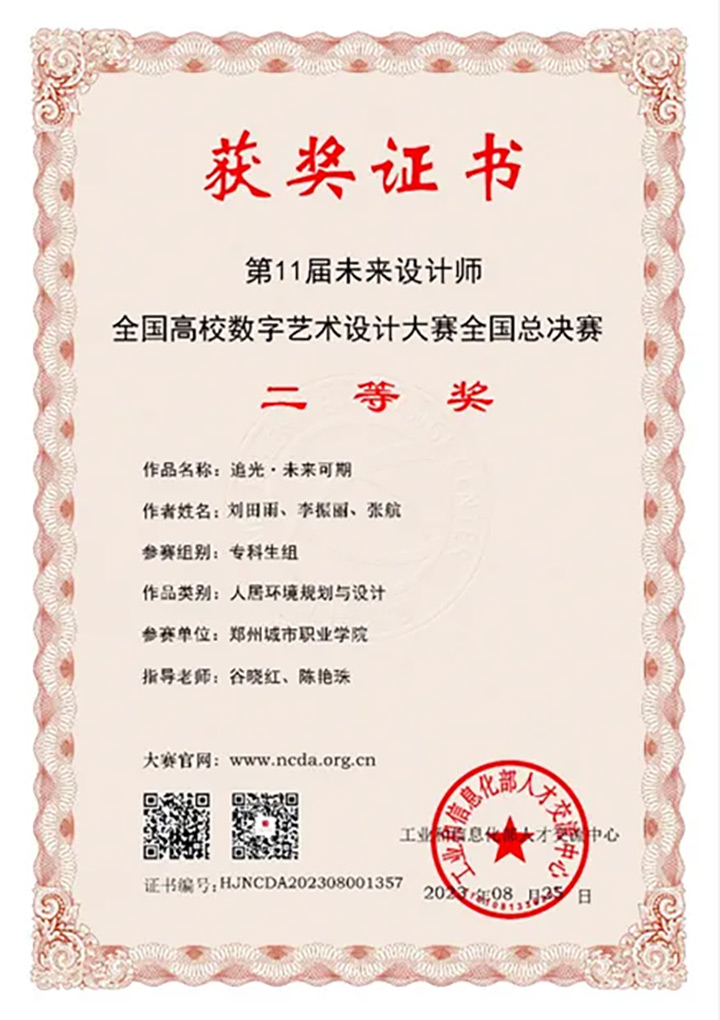 获奖证书
第11届未来设计师
全国高校数字艺术设计大赛全国总决赛
二等奖
作品名称：追光·未来可期
作者姓名：刘田雨、李振丽、张航
参赛组别：专科生组
作品类别：人居环境规划与设计
参赛单位：郑州城市职业学院
指导老师：谷晓红、陈艳珠
大赛官网：www.ncda.org.cn
工业和信息化部人才交流中心
工业和信息化部人才交流中心
证书编号:HJNCDA202308001357
2023 年08 月25 日